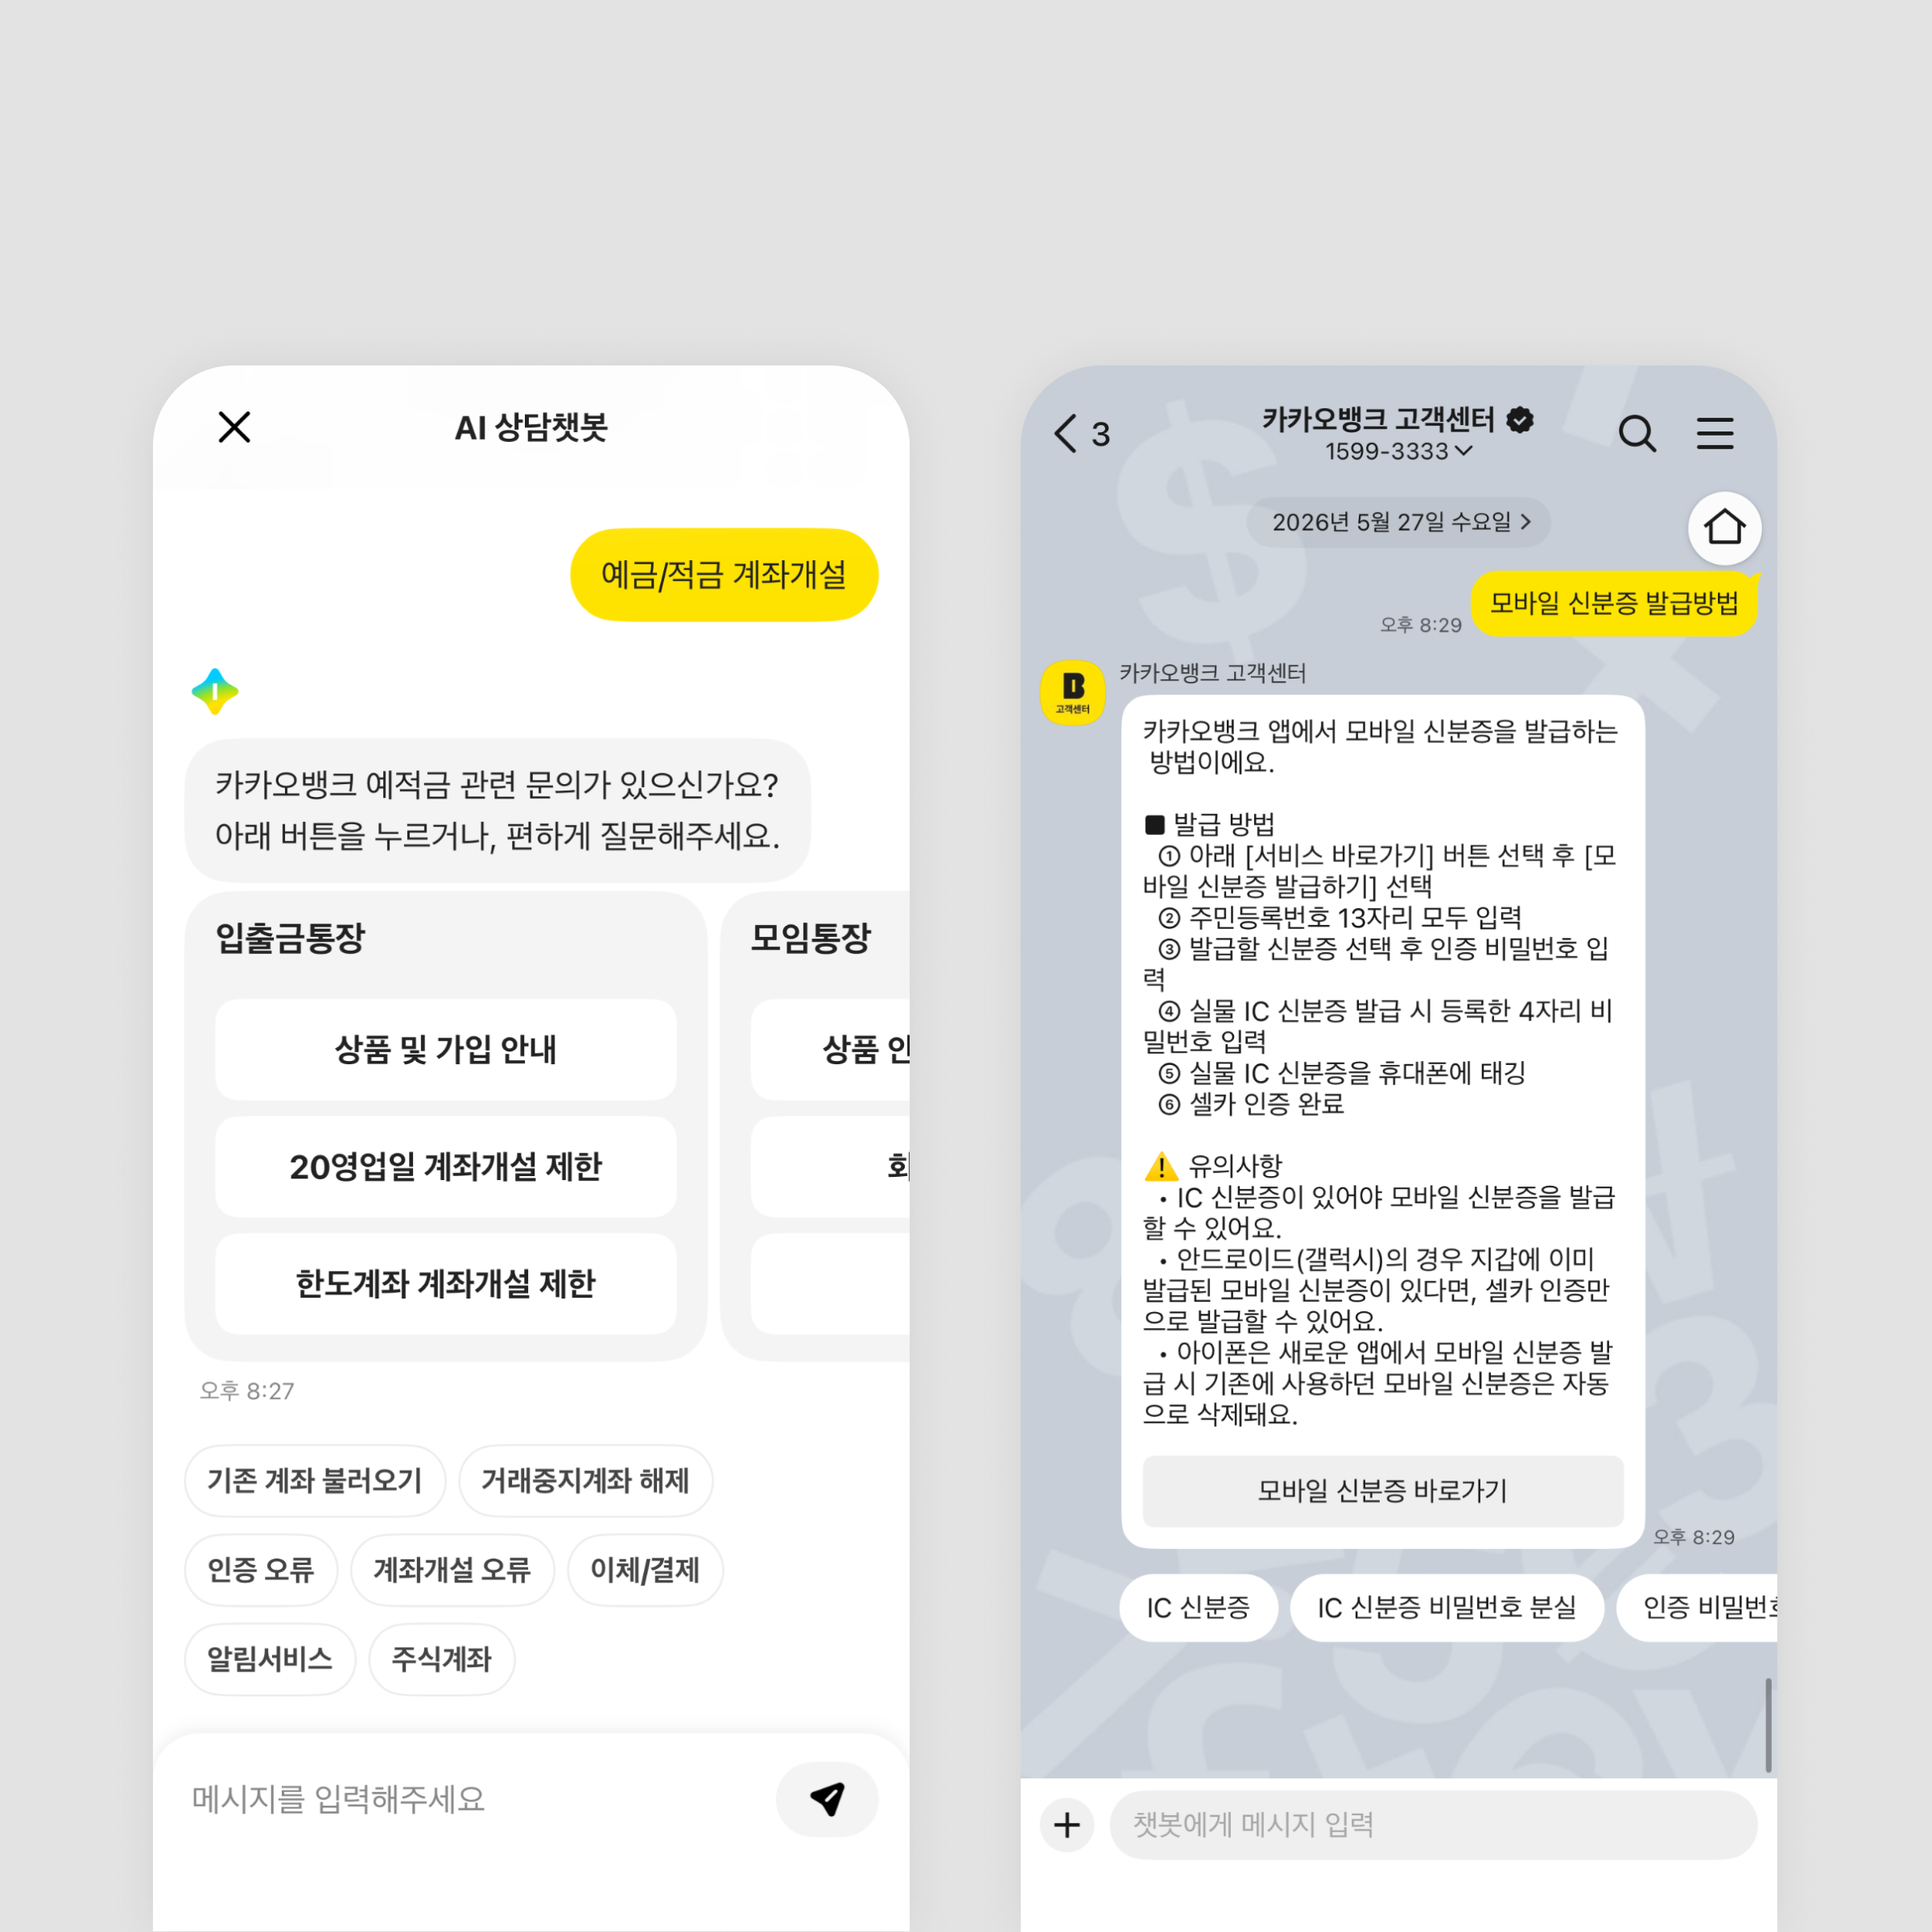 AI 상담챗봇
예금/적금 계좌개설
카카오뱅크 예적금 관련 문의가 있으신가요?
아래 버튼을 누르거나, 편하게 질문해주세요.
입출금통장
상품 및 가입 안내
20영업일 계좌개설 제한
한도계좌 계좌개설 제한
모임통장
상품
오후 8:27
기존 계좌 불러오기
거래중지계좌 해제
인증 오류
계좌개설 오류
이체/결제
알림서비스
주식계좌
메시지를 입력해주세요
3
카카오뱅크 고객센터
1599-3333
2026년 5월 27일 수요일
모바일 신분증 발급방법
오후 8:29
B
고객센터
카카오뱅크 고객센터
카카오뱅크 앱에서 모바일 신분증을 발급하는
방법이에요.
■ 발급 방법
① 아래 [서비스 바로가기] 버튼 선택 후 [모
바일 신분증 발급하기] 선택
② 주민등록번호 13자리 모두 입력
③ 발급할 신분증 선택 후 인증 비밀번호 입
력
④ 실물 IC 신분증 발급 시 등록한 4자리 비
밀번호 입력
⑤ 실물 IC 신분증을 휴대폰에 태깅
⑥ 셀카 인증 완료
⚠️ 유의사항
• IC 신분증이 있어야 모바일 신분증을 발급
할 수 있어요.
• 안드로이드(갤럭시)의 경우 지갑에 이미
발급된 모바일 신분증이 있다면, 셀카 인증만
으로 발급할 수 있어요.
• 아이폰은 새로운 앱에서 모바일 신분증 발
급 시 기존에 사용하던 모바일 신분증은 자동
으로 삭제돼요.
모바일 신분증 바로가기
오후 8:29
IC 신분증
IC 신분증 비밀번호 분실
인증 비밀번호
챗봇에게 메시지 입력